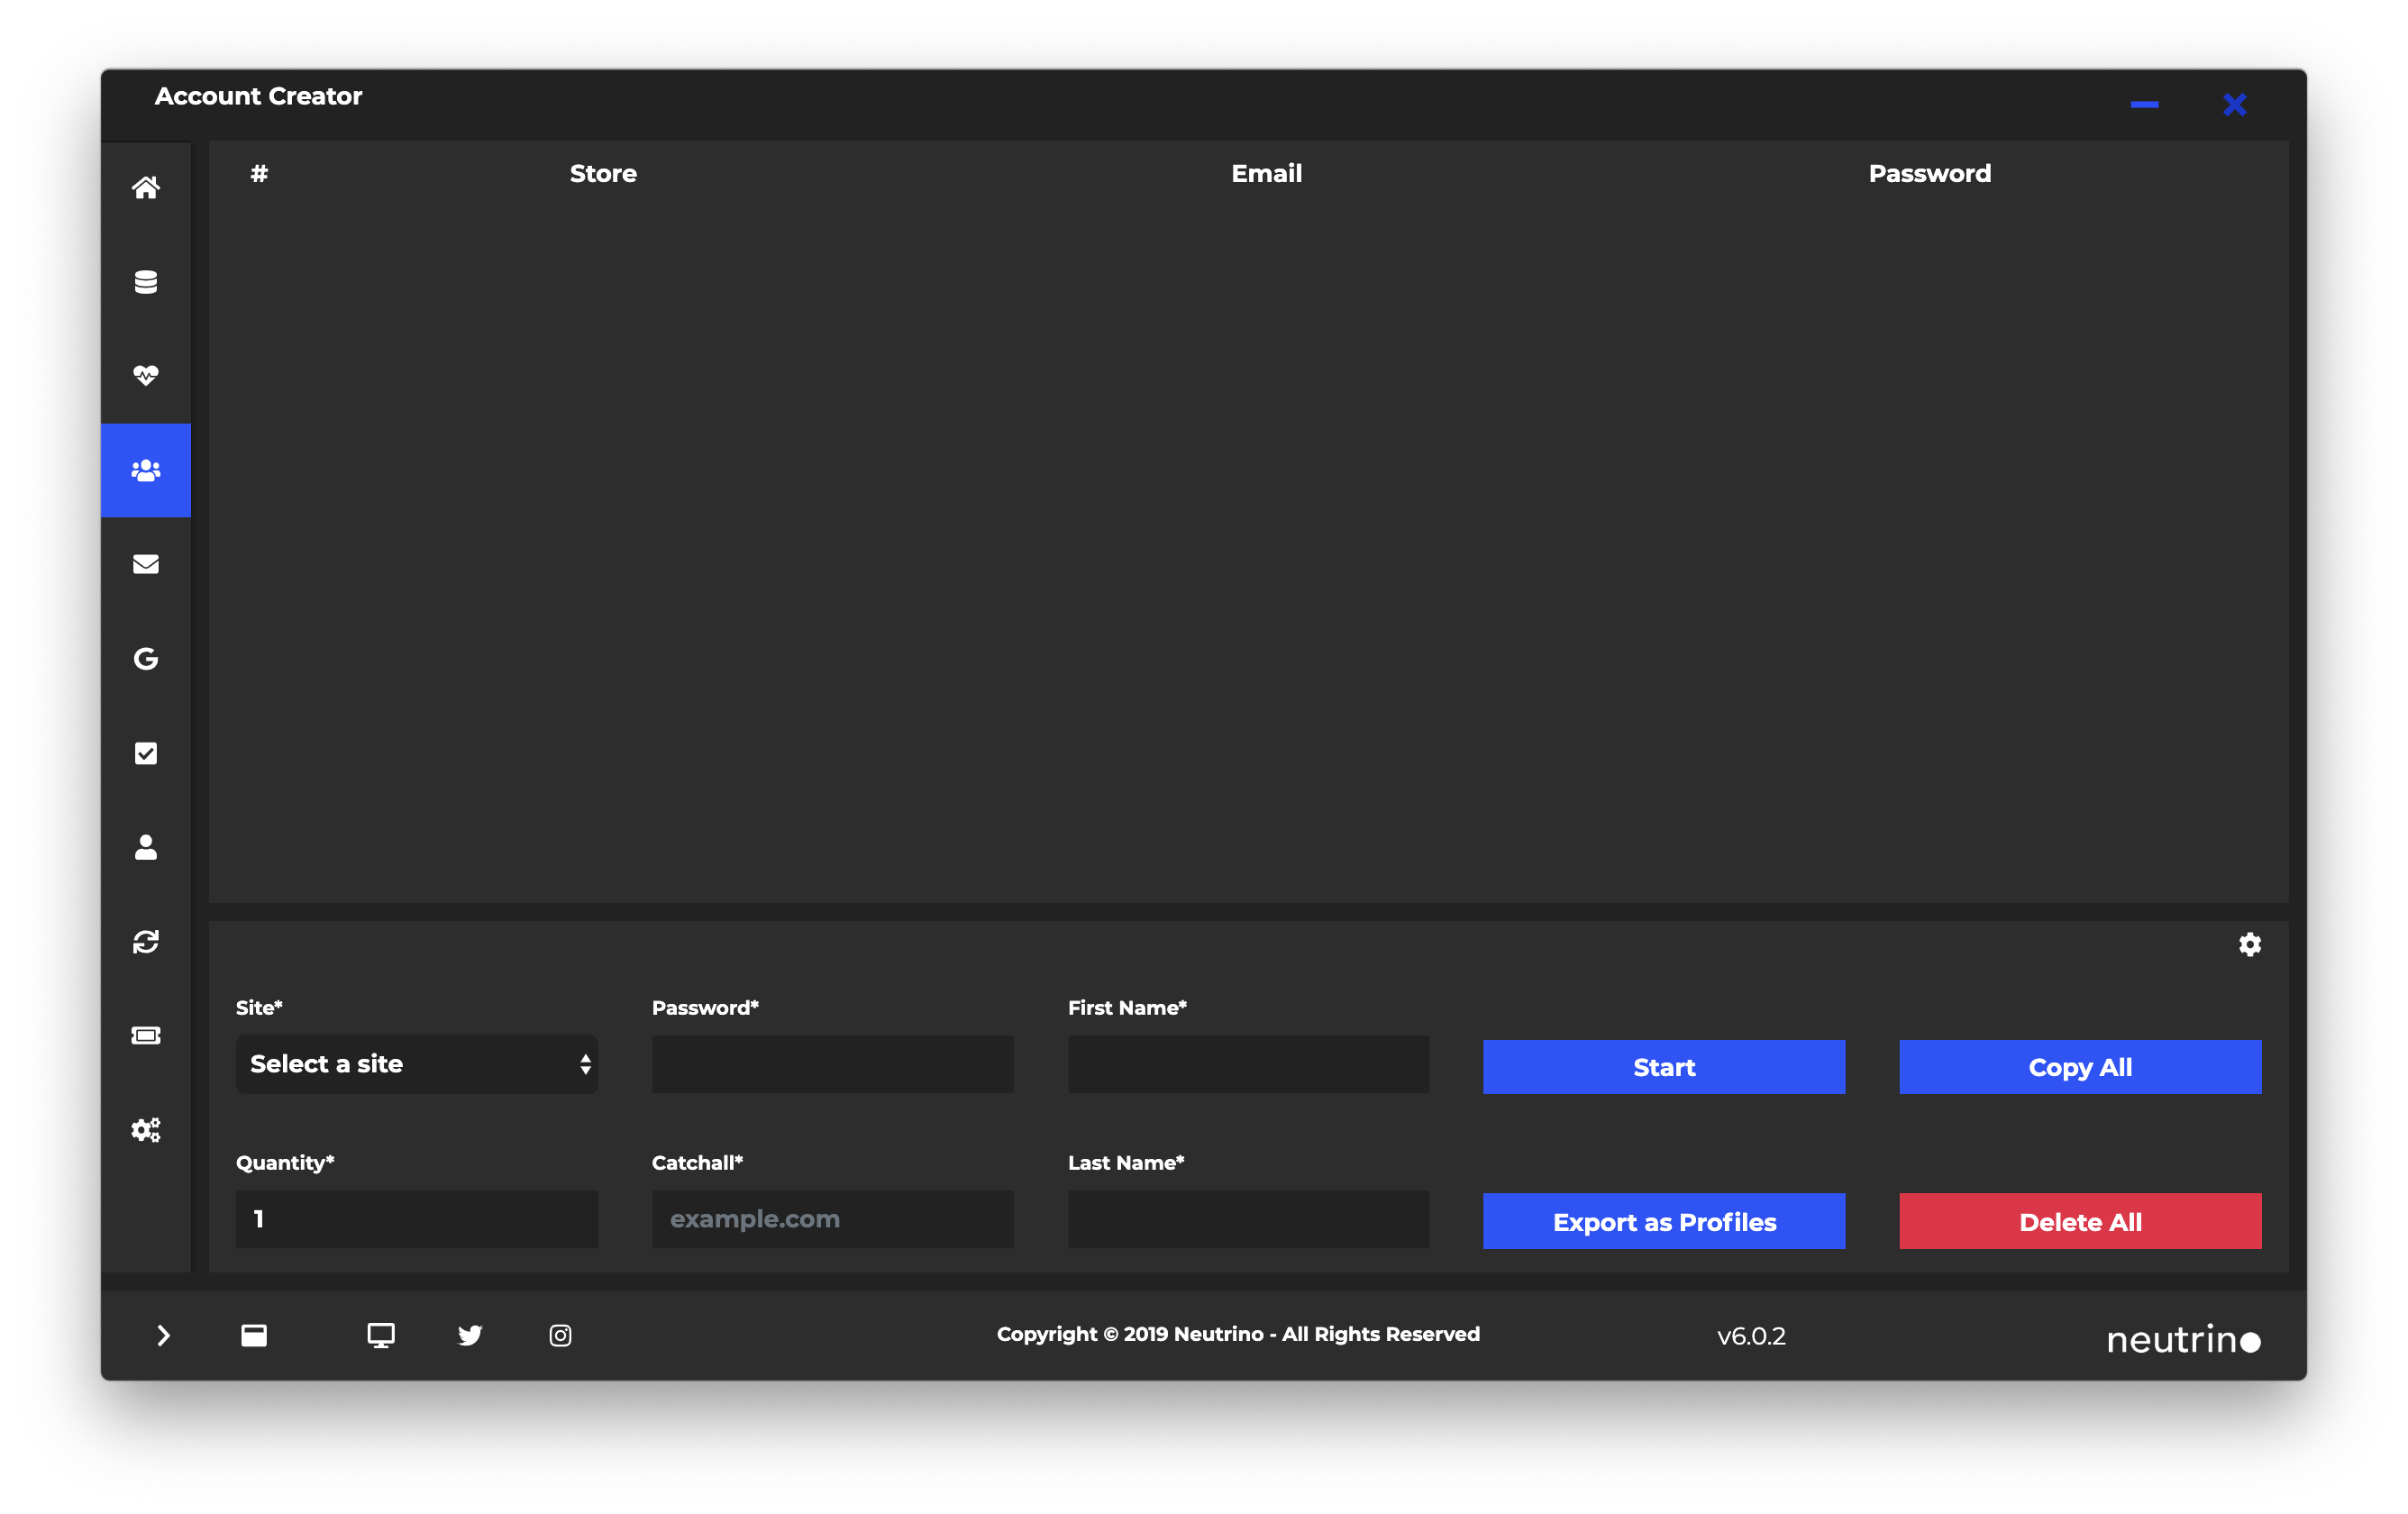 Account Creator
# Store Email Password
Site* Password* First Name*
Select a site Start Copy All
Quantity* Catchall* Last Name*
1 example.com Export as Profiles Delete All
Copyright © 2019 Neutrino - All Rights Reserved v6.0.2 neutrino